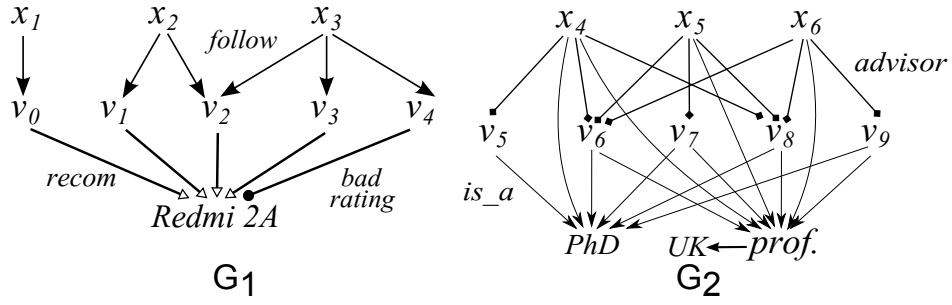 x1 x2 x3 x4 x5 x6
follow advisor
v0 v1 v2 v3 v4 v5 v6 v7 v8 v9
recom bad is_a
rating
Redmi 2A PhD UK prof.
G1 G2